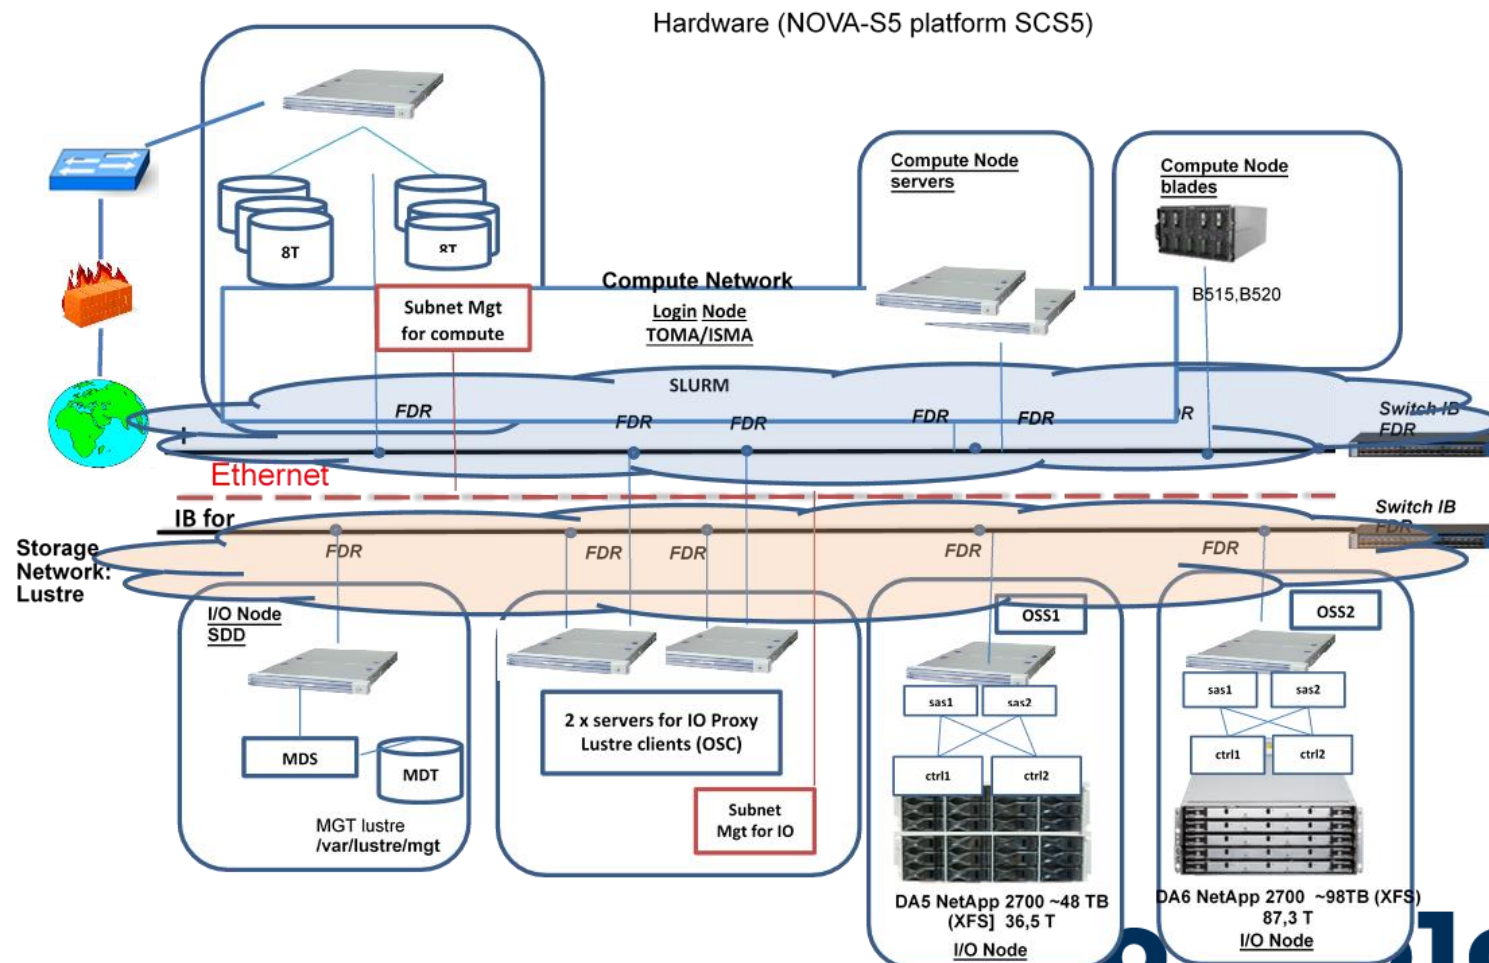 Hardware (NOVA-S5 platform SCS5)
Compute Node
servers
Compute Node
blades
8T
8T
B515,B520
Compute Network
Subnet Mgt
for compute
Login Node
TOMA/ISMA
SLURM
FDR
FDR
FDR
FDR
FDR
Switch IB
FDR
Ethernet
IB for
Switch IB
FDR
Storage
Network:
Lustre
FDR
FDR
FDR
FDR
FDR
I/O Node
SDD
OSS1
OSS2
sas1
sas2
sas1
sas2
2 x servers for IO Proxy
Lustre clients (OSC)
MDS
MDT
ctrl1
ctrl2
ctrl1
ctrl2
Subnet
Mgt for IO
MGT lustre
/var/lustre/mgt
DA5 NetApp 2700 ~48 TB
(XFS] 36,5 T
I/O Node
DA6 NetApp 2700 ~98TB (XFS)
87,3 T
I/O Node